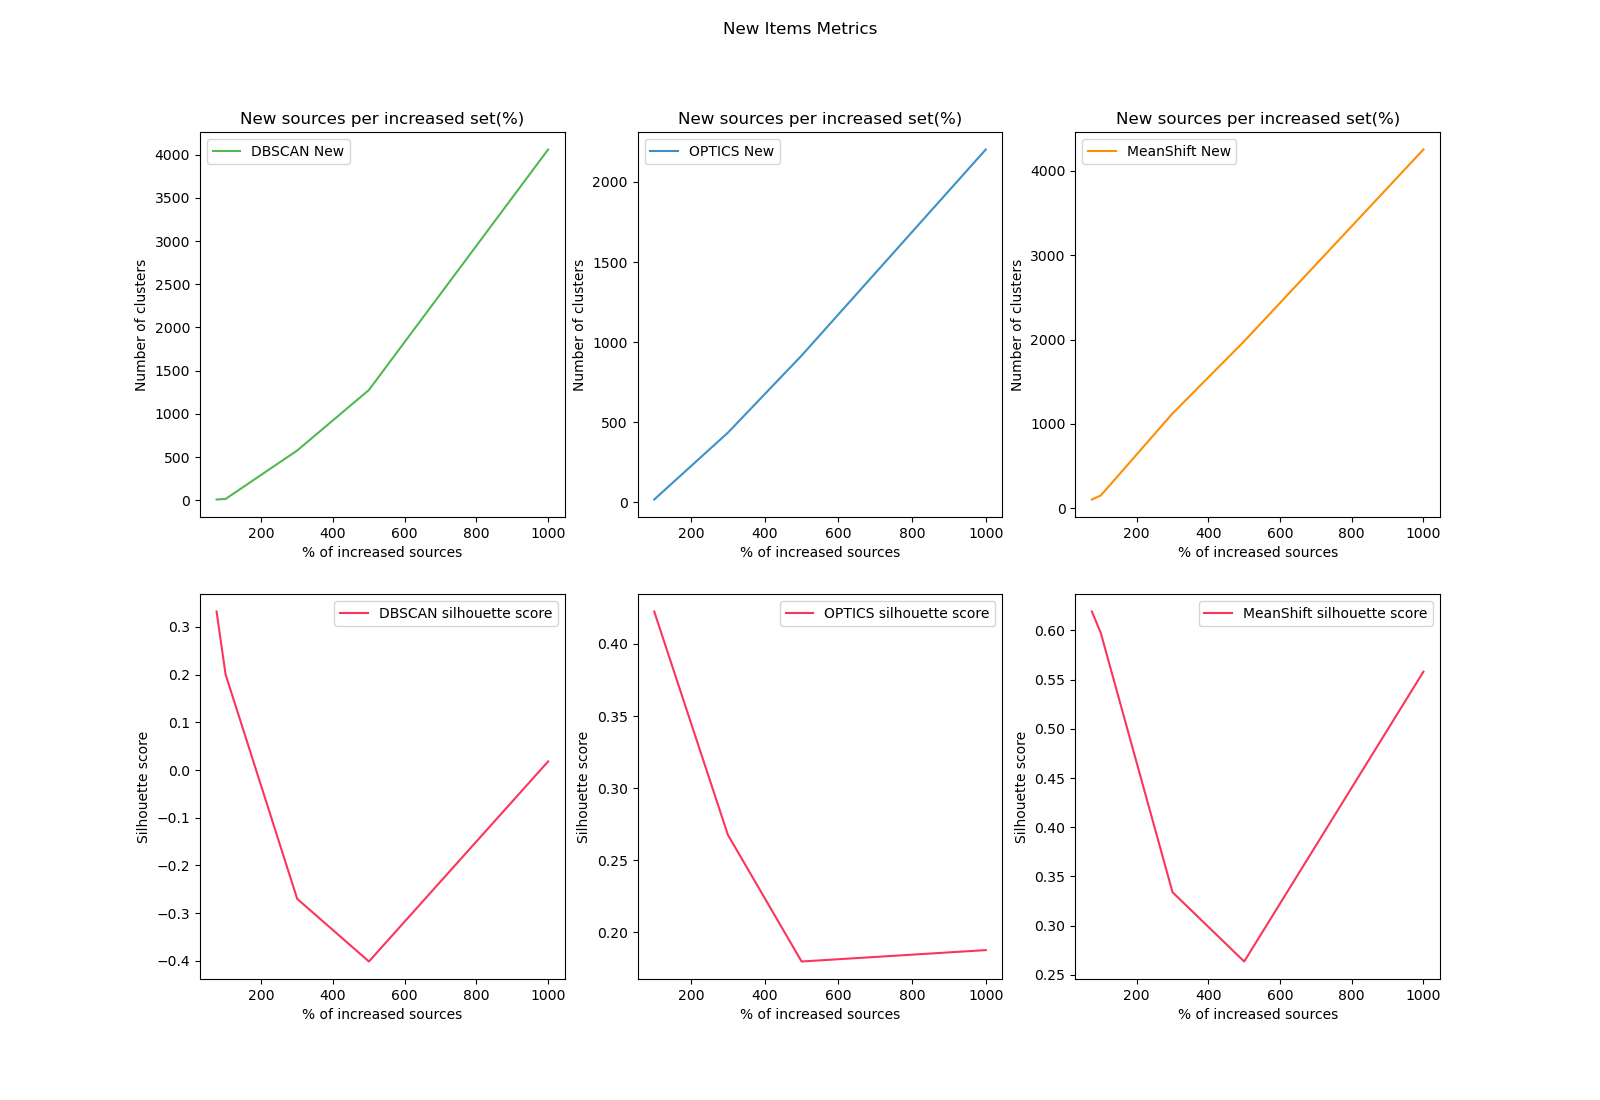 New Items Metrics
New sources per increased set(%)
DBSCAN New
Number of clusters
4000
3500
3000
2500
2000
1500
1000
500
0
200 400 600 800 1000
% of increased sources
New sources per increased set(%)
OPTICS New
Number of clusters
2000
1500
1000
500
0
200 400 600 800 1000
% of increased sources
New sources per increased set(%)
MeanShift New
Number of clusters
4000
3000
2000
1000
0
200 400 600 800 1000
% of increased sources
DBSCAN silhouette score
Silhouette score
0.3
0.2
0.1
0.0
−0.1
−0.2
−0.3
−0.4
200 400 600 800 1000
% of increased sources
OPTICS silhouette score
Silhouette score
0.40
0.35
0.30
0.25
0.20
200 400 600 800 1000
% of increased sources
MeanShift silhouette score
Silhouette score
0.60
0.55
0.50
0.45
0.40
0.35
0.30
0.25
200 400 600 800 1000
% of increased sources